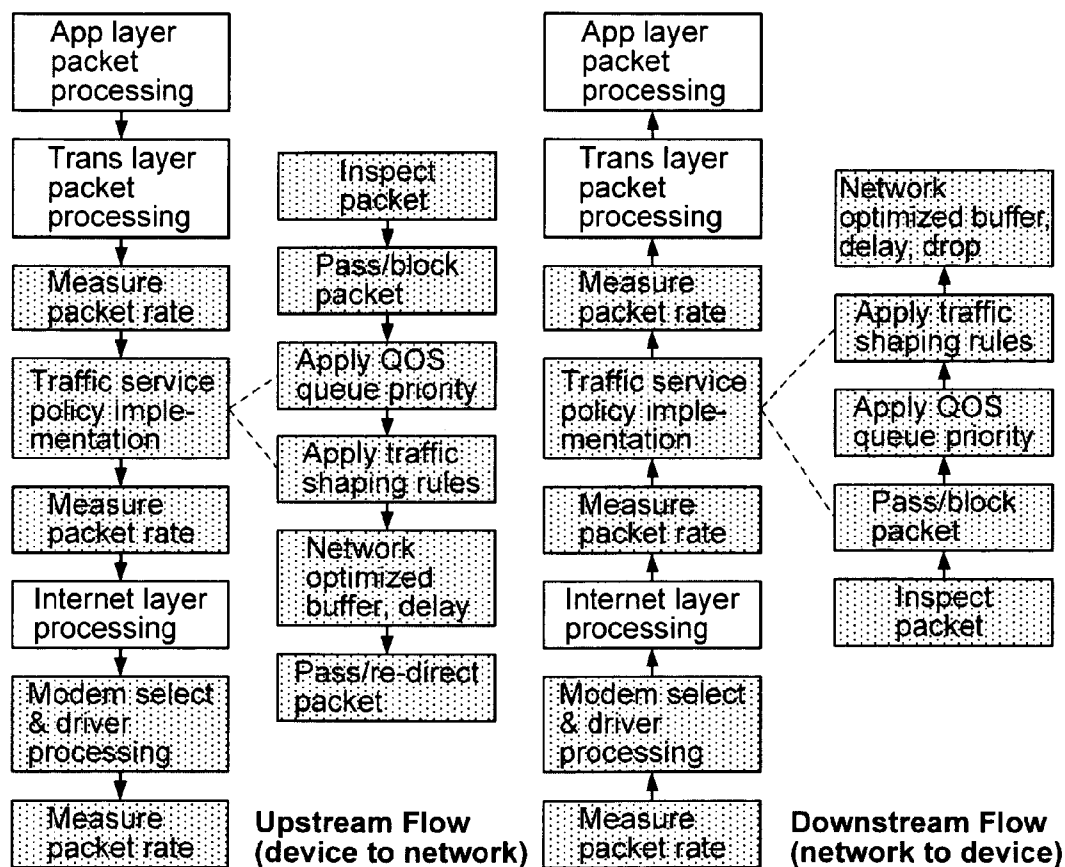 App layer
packet
processing
Trans layer
packet
processing
Measure
packet rate
Traffic service
policy imple-
mentation
Measure
packet rate
Internet layer
processing
Modem select
& driver
processing
Measure
packet rate
Inspect
packet
Pass/block
packet
Apply QOS
queue priority
Apply traffic
shaping rules
Network
optimized
buffer, delay
Pass/re-direct
packet
Upstream Flow
(device to network)
App layer
packet
processing
Trans layer
packet
processing
Measure
packet rate
Traffic service
policy imple-
mentation
Measure
packet rate
Internet layer
processing
Modem select
& driver
processing
Measure
packet rate
Network
optimized buffer,
delay, drop
Apply traffic
shaping rules
Apply QOS
queue priority
Pass/block
packet
Inspect
packet
Downstream Flow
(network to device)